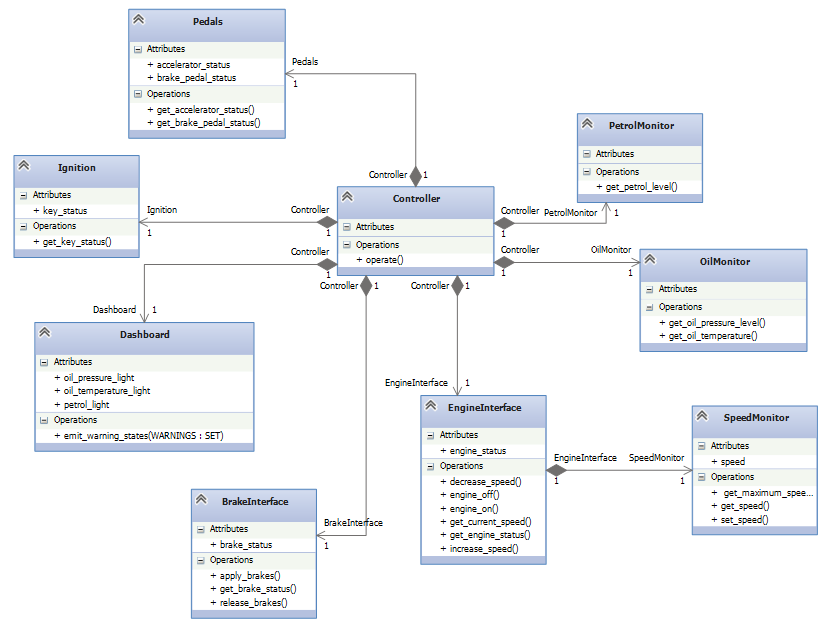 Pedals
Attributes
+ accelerator_status
+ brake_pedal_status
Operations
+ get_accelerator_status()
+ get_brake_pedal_status()
Pedals
1
Controller
1
PetrolMonitor
Attributes
Operations
+ get_petrol_level()
Ignition
Attributes
+ key_status
Operations
+ get_key_status()
Ignition
1
Controller
1
Controller
Attributes
Operations
+ operate()
Controller
1
PetrolMonitor
1
Controller
1
OilMonitor
1
OilMonitor
Attributes
Operations
+ get_oil_pressure_level()
+ get_oil_temperature()
Controller
1
Dashboard
1
Dashboard
Attributes
+ oil_pressure_light
+ oil_temperature_light
+ petrol_light
Operations
+ emit_warning_states(WARNINGS : SET)
Controller
1
Controller
1
EngineInterface
1
EngineInterface
Attributes
+ engine_status
Operations
+ decrease_speed()
+ engine_off()
+ engine_on()
+ get_current_speed()
+ get_engine_status()
+ increase_speed()
EngineInterface
1
SpeedMonitor
1
SpeedMonitor
Attributes
+ speed
Operations
+ get_maximum_spee...
+ get_speed()
+ set_speed()
BrakeInterface
Attributes
+ brake_status
Operations
+ apply_brakes()
+ get_brake_status()
+ release_brakes()
BrakeInterface
1